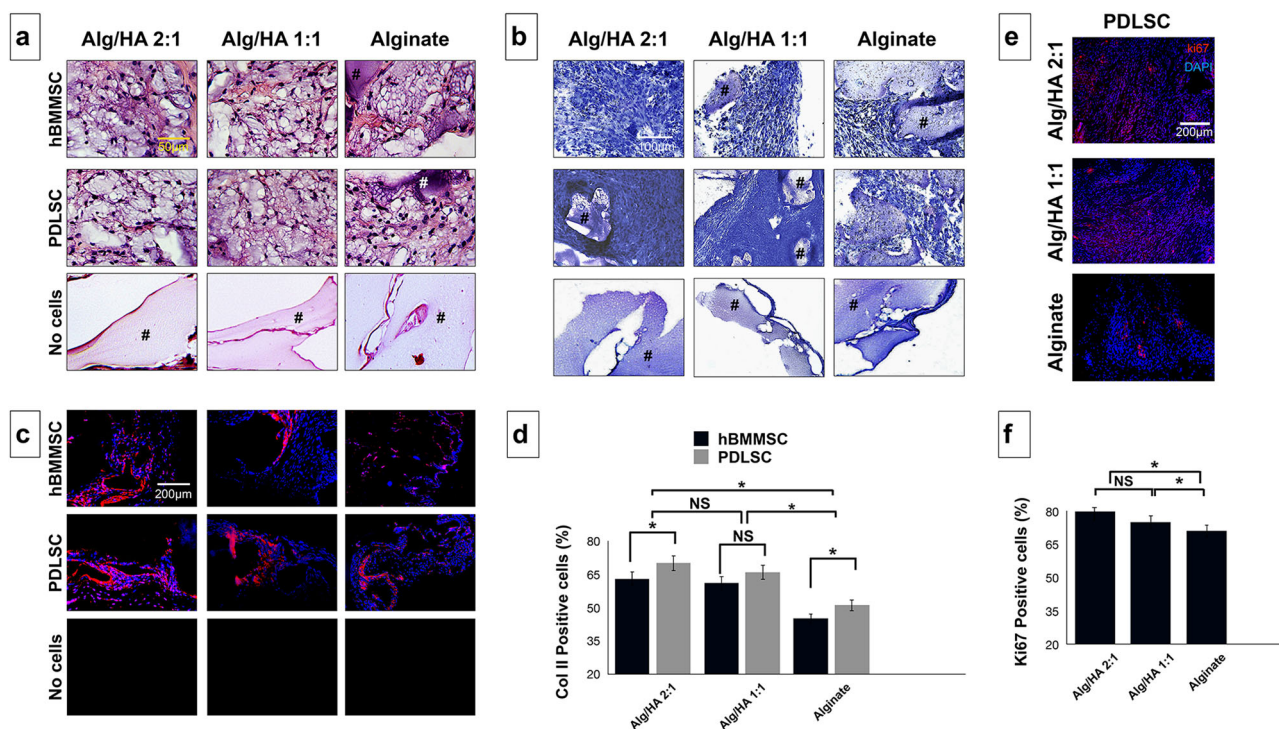 a
Alg/HA 2:1 Alg/HA 1:1 Alginate
hBMMSC
#
50µm
PDLSC
#
No cells
# # #
b
Alg/HA 2:1 Alg/HA 1:1 Alginate
#
100µm
#
#
#
#
# # #
e
PDLSC
Alg/HA 2:1
ki67
DAPI
200µm
Alg/HA 1:1
Alginate
c
hBMMSC
200µm
PDLSC
No cells
d
hBMMSC
PDLSC
*
NS *
* NS *
Col II Positive cells (%)
80
65
50
35
20
Alg/HA 2:1 Alg/HA 1:1 Alginate
f
*
NS *
Ki67 Positive cells (%)
80
65
50
35
20
Alg/HA 2:1 Alg/HA 1:1 Alginate